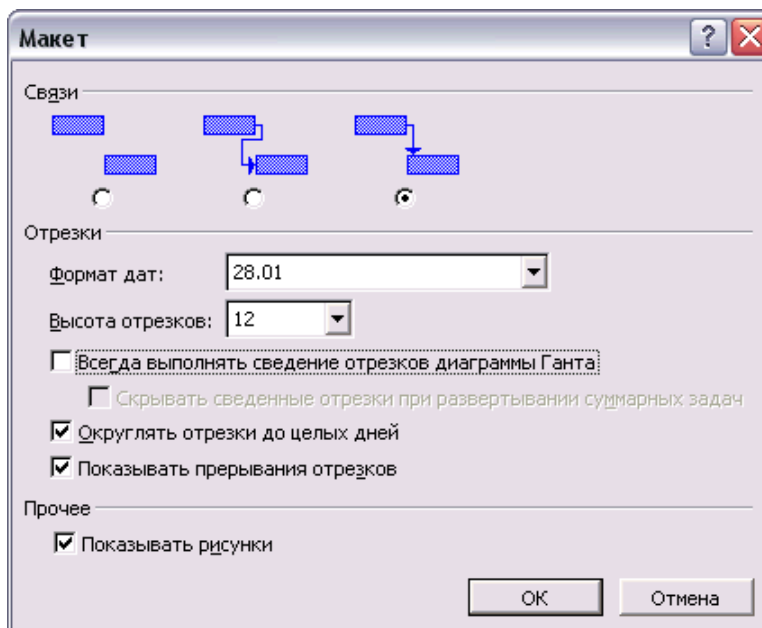 Макет
Связи
Отрезки
Формат дат: 28.01
Высота отрезков: 12
Всегда выполнять сведение отрезков диаграммы Ганта
Скрывать сведенные отрезки при развертывании суммарных задач
Округлять отрезки до целых дней
Показывать прерывания отрезков
Прочее
Показывать рисунки
ОК Отмена